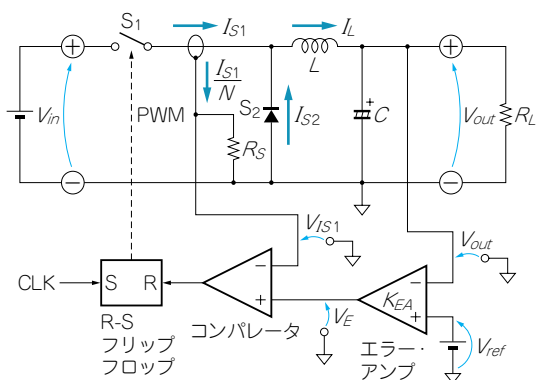 S1
IS1
IL
IS1/N
L
PWM
S2
IS2
Vin
RS
C
Vout
RL
VIS1
Vout
CLK
S
R
KEA
VE
Vref
R-S
フリップ
フロップ
コンパレータ
エラー・
アンプ